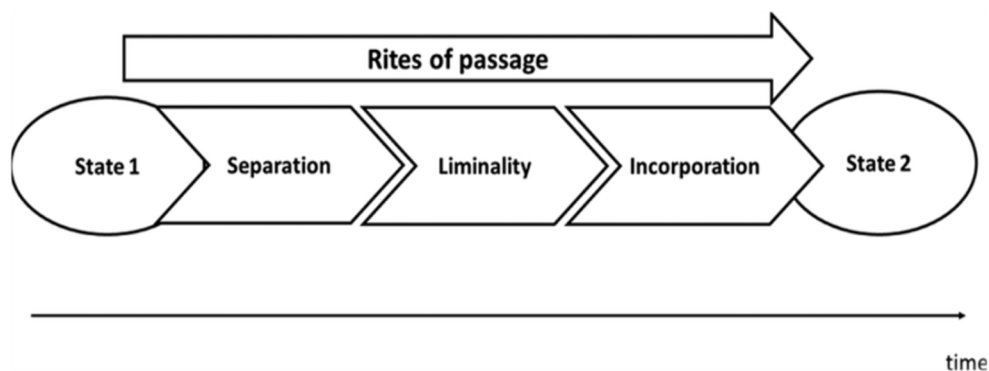 Rites of passage
State 1
Separation
Liminality
Incorporation
State 2
time